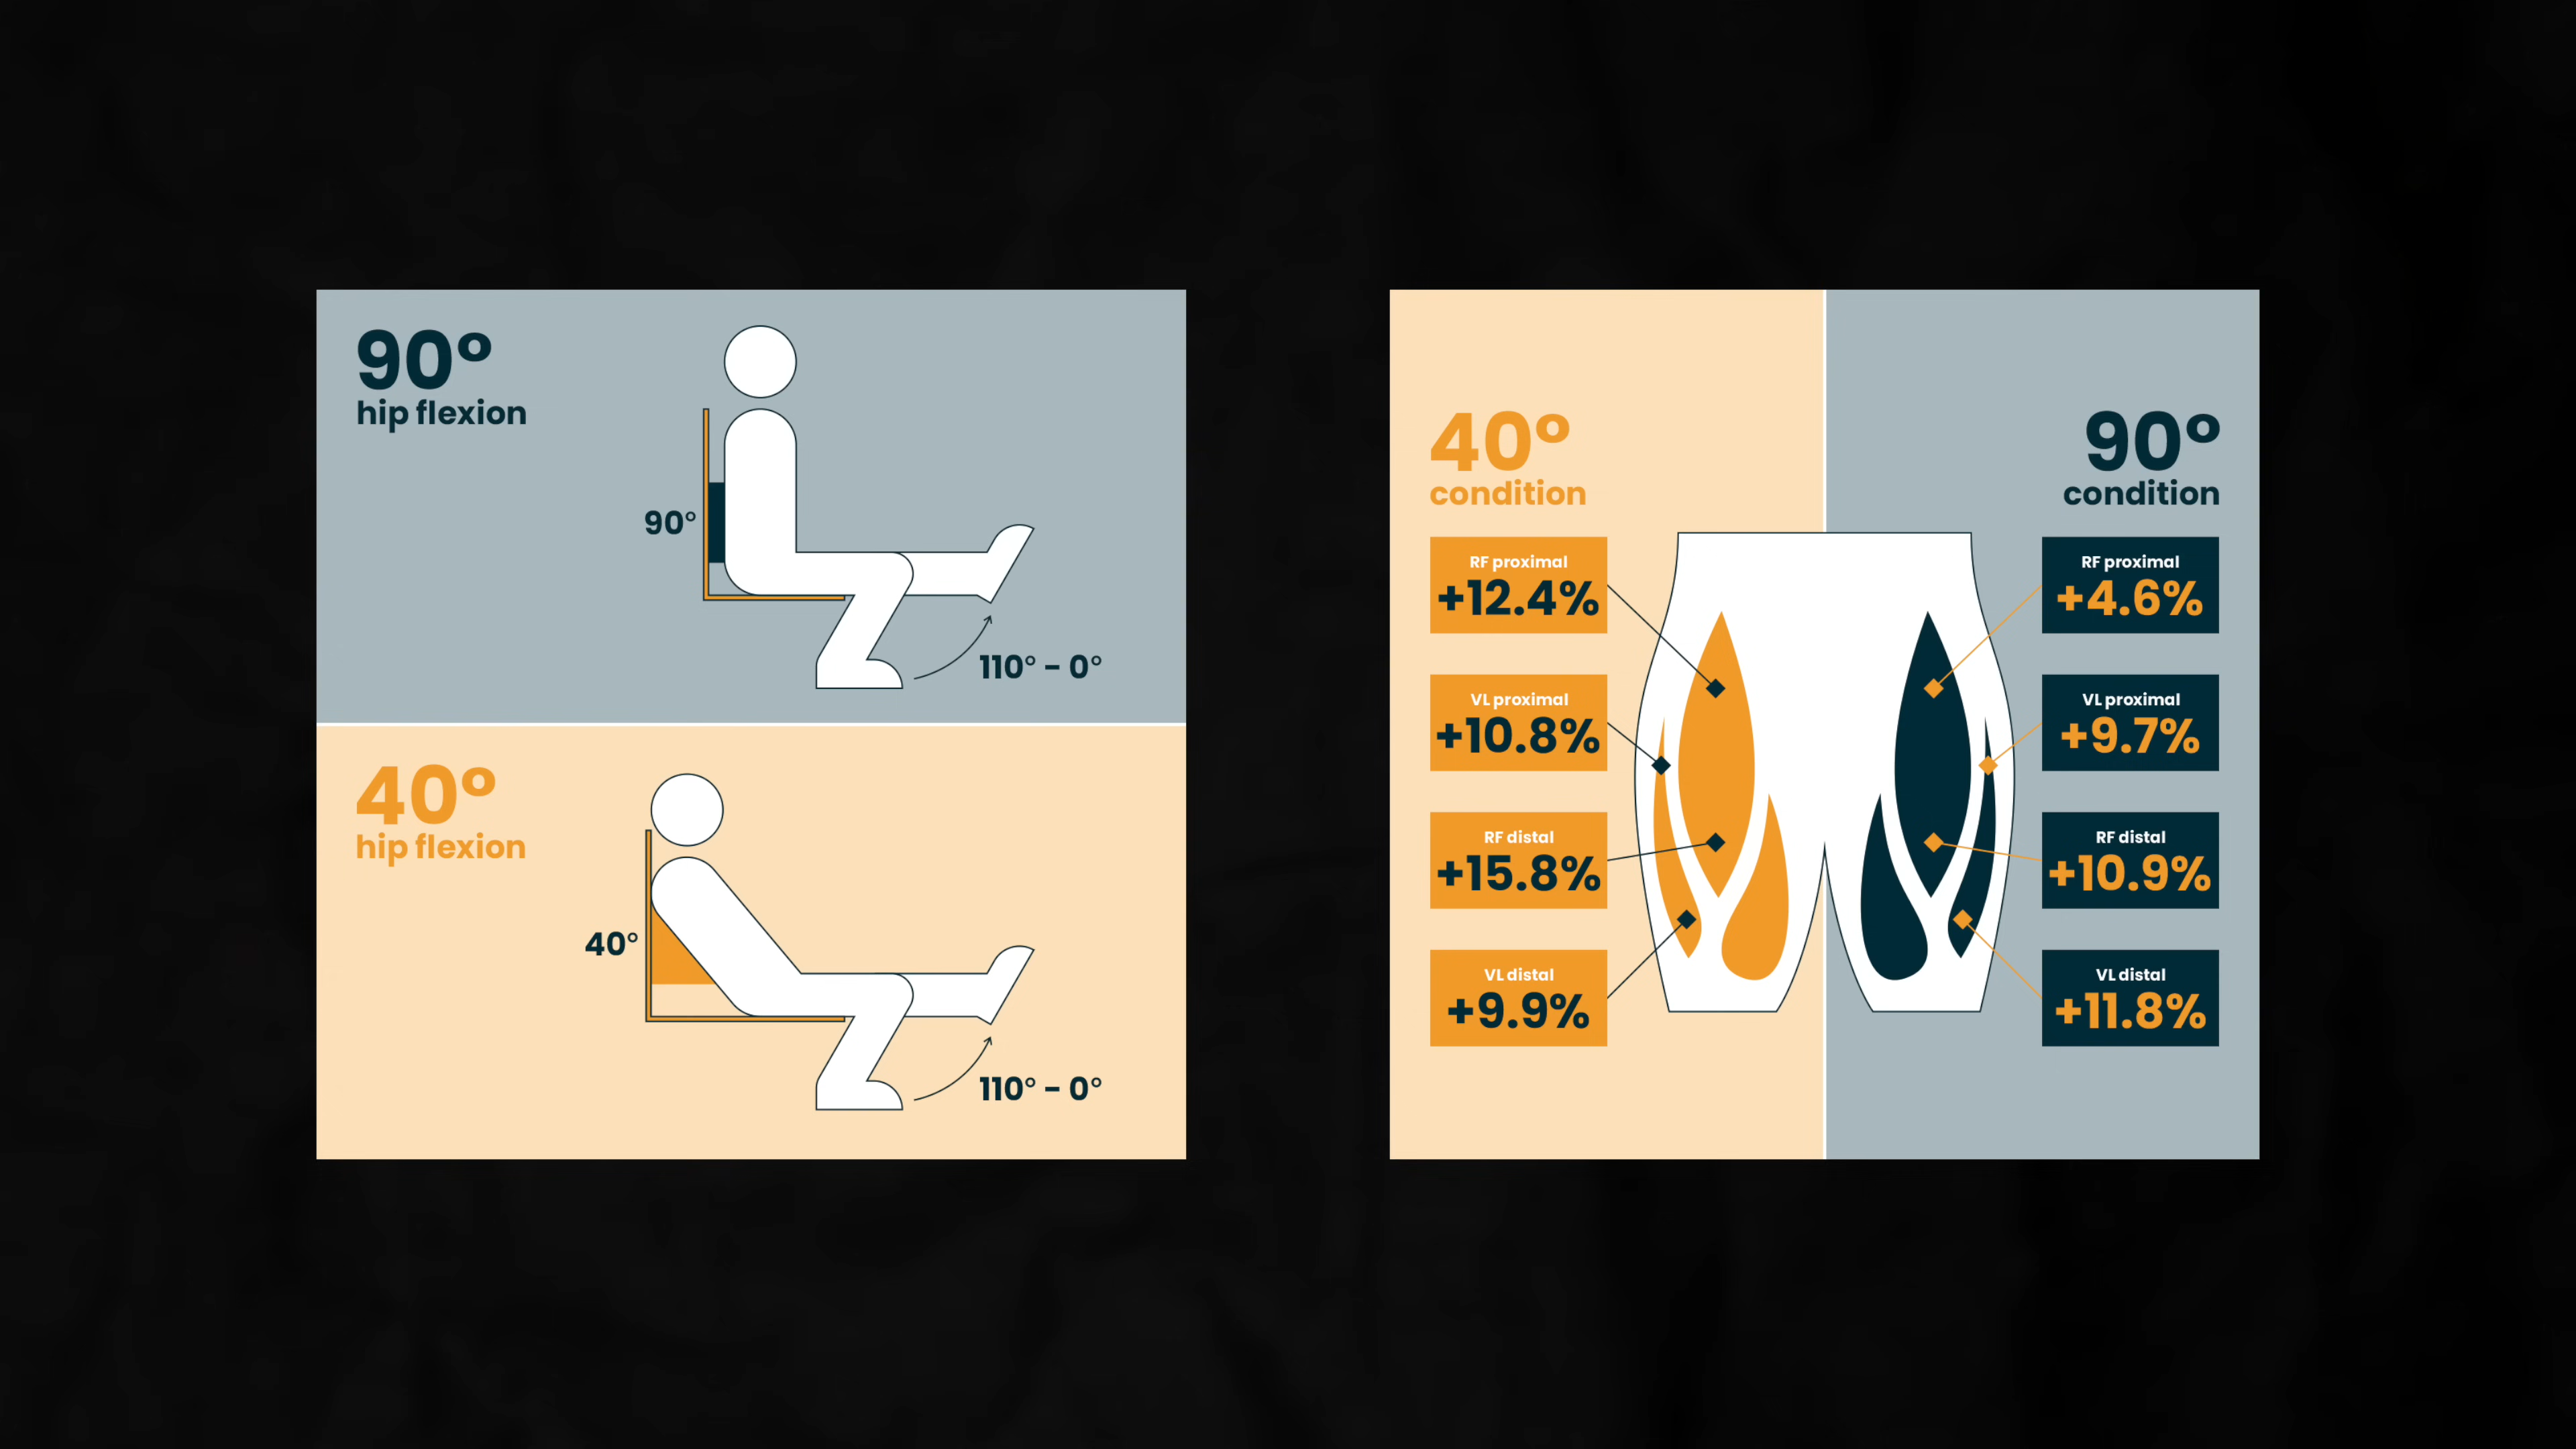 90°
hip flexion
90°
110° – 0°
40°
hip flexion
40°
110° – 0°
40°
condition
RF proximal
+12.4%
VL proximal
+10.8%
RF distal
+15.8%
VL distal
+9.9%
90°
condition
RF proximal
+4.6%
VL proximal
+9.7%
RF distal
+10.9%
VL distal
+11.8%